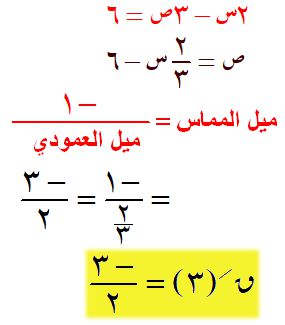 ٢س − ٣ص = ٦
ص = ٢/٣ س − ٦
ميل المماس = −١ / ميل العمودي
= −١ / (٢/٣) = −٣ / ٢
قَ (٣) = −٣ / ٢